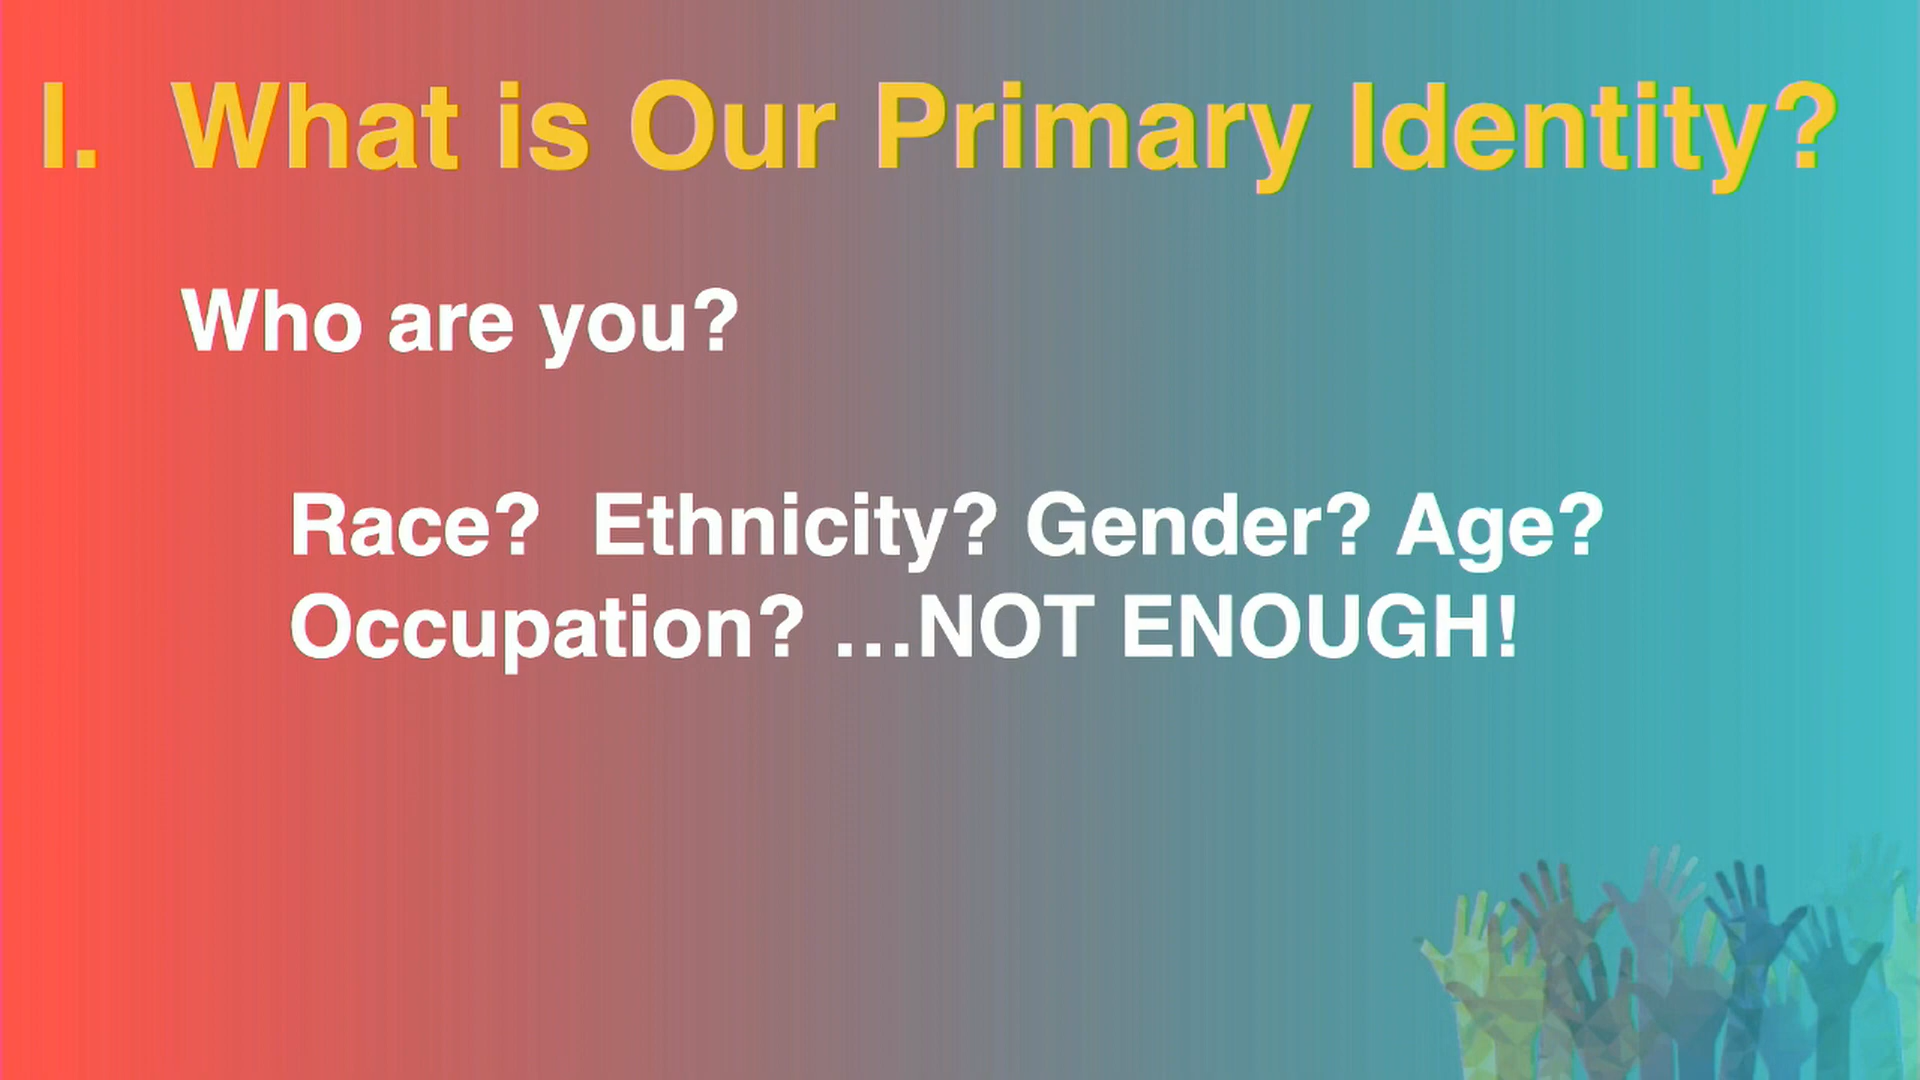 I.  What is Our Primary Identity?
Who are you?
Race?  Ethnicity? Gender? Age?
Occupation? ...NOT ENOUGH!